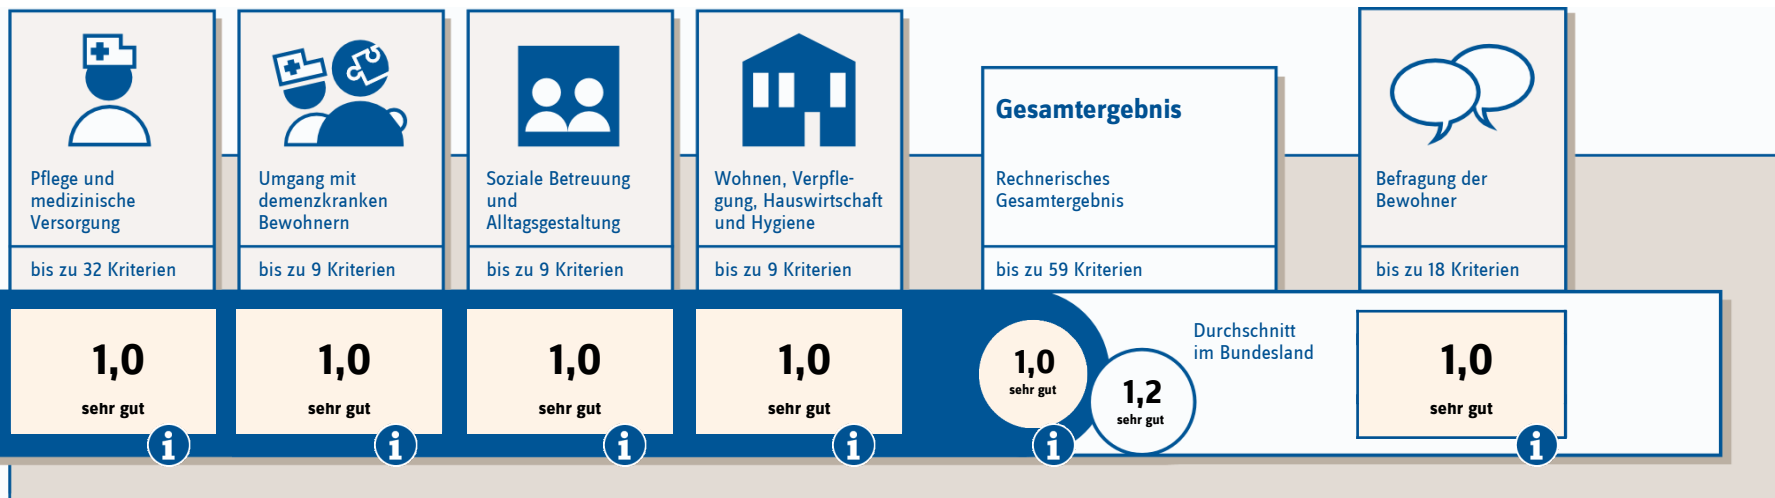 Pflege und
medizinische
Versorgung
bis zu 32 Kriterien
1,0
sehr gut
i
Umgang mit
demenzkranken
Bewohnern
bis zu 9 Kriterien
1,0
sehr gut
i
Soziale Betreuung
und
Alltagsgestaltung
bis zu 9 Kriterien
1,0
sehr gut
i
Wohnen, Verpfle-
gung, Hauswirtschaft
und Hygiene
bis zu 9 Kriterien
1,0
sehr gut
i
Gesamtergebnis
Rechnerisches
Gesamtergebnis
bis zu 59 Kriterien
1,0
sehr gut
i
1,2
sehr gut
Durchschnitt
im Bundesland
Befragung der
Bewohner
bis zu 18 Kriterien
1,0
sehr gut
i